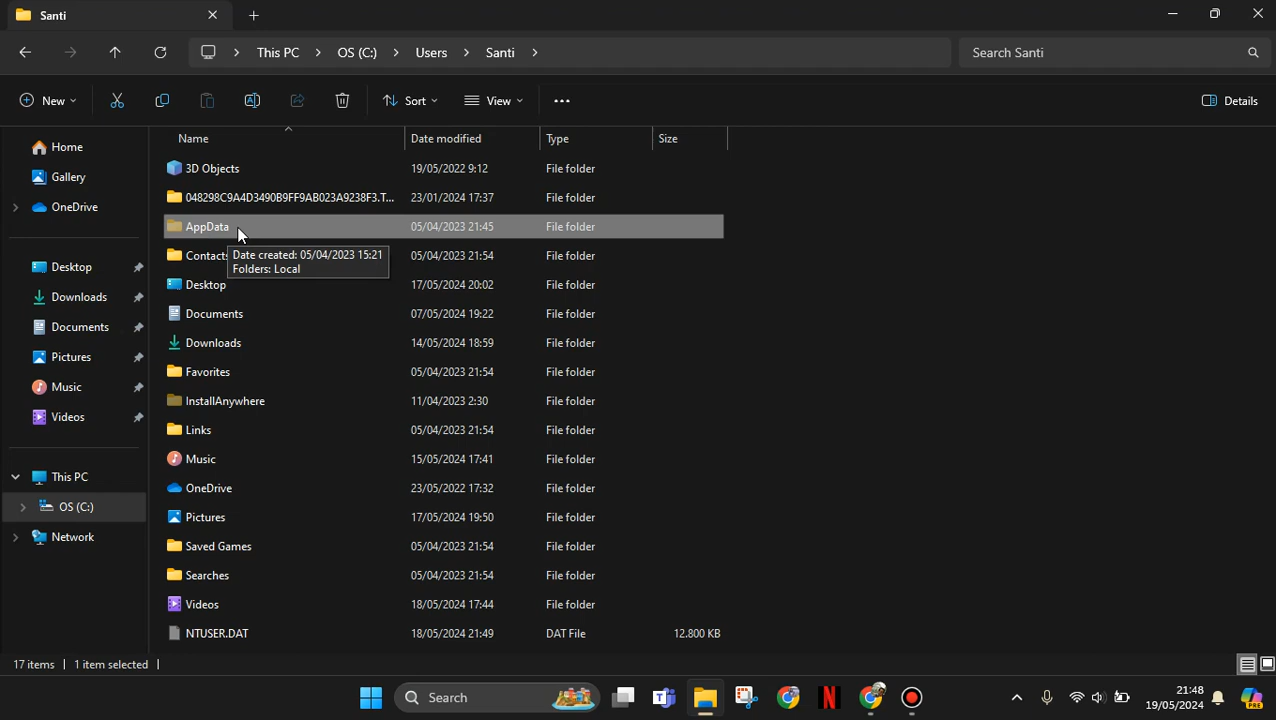 Santi
This PC OS (C:) Users Santi
Search Santi
New Sort View Details
Name Date modified Type Size
Home
Gallery
OneDrive
Desktop
Downloads
Documents
Pictures
Music
Videos
This PC
OS (C:)
Network
3D Objects 19/05/2022 9:12 File folder
048298C9A4D3490B9FF9AB023A9238F3.T... 23/01/2024 17:37 File folder
AppData 05/04/2023 21:45 File folder
Contacts 05/04/2023 21:54 File folder
Date created: 05/04/2023 15:21
Folders: Local
Desktop 17/05/2024 20:02 File folder
Documents 07/05/2024 19:22 File folder
Downloads 14/05/2024 18:59 File folder
Favorites 05/04/2023 21:54 File folder
InstallAnywhere 11/04/2023 2:30 File folder
Links 05/04/2023 21:54 File folder
Music 15/05/2024 17:41 File folder
OneDrive 23/05/2022 17:32 File folder
Pictures 17/05/2024 19:50 File folder
Saved Games 05/04/2023 21:54 File folder
Searches 05/04/2023 21:54 File folder
Videos 18/05/2024 17:44 File folder
NTUSER.DAT 18/05/2024 21:49 DAT File 12.800 KB
17 items 1 item selected
Search
21:48
19/05/2024
PRE